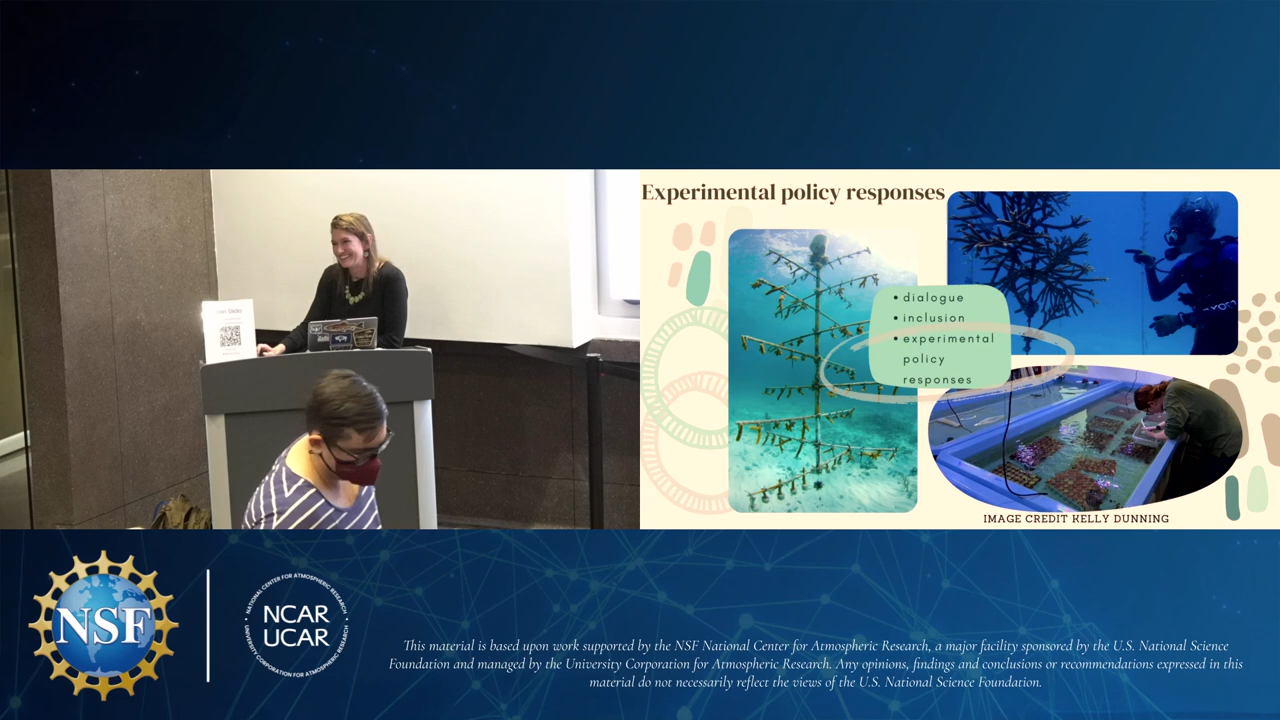 Experimental policy responses
• dialogue
• inclusion
• experimental
policy
responses
IMAGE CREDIT KELLY DUNNING
NSF
NATIONAL CENTER FOR ATMOSPHERIC RESEARCH
NCAR
UCAR
UNIVERSITY CORPORATION FOR ATMOSPHERIC RESEARCH
This material is based upon work supported by the NSF National Center for Atmospheric Research, a major facility sponsored by the U.S. National Science
Foundation and managed by the University Corporation for Atmospheric Research. Any opinions, findings and conclusions or recommendations expressed in this
material do not necessarily reflect the views of the U.S. National Science Foundation.